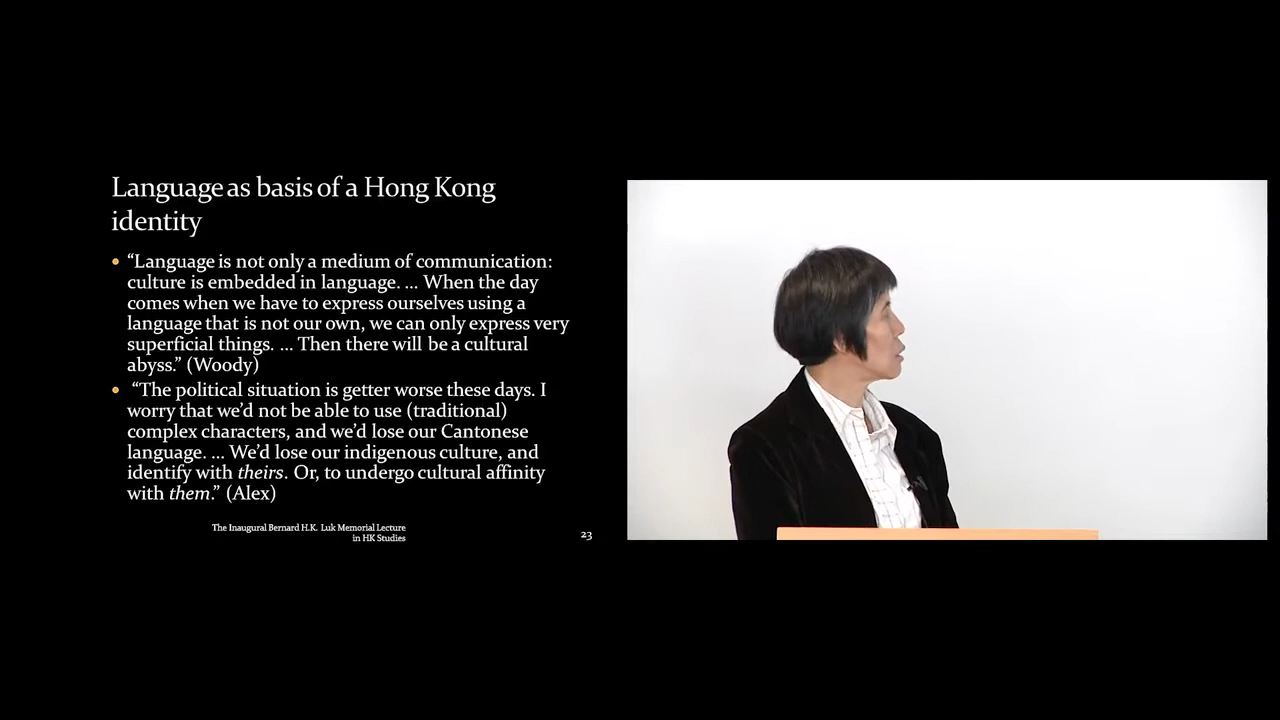 Language as basis of a Hong Kong
identity
“Language is not only a medium of communication:
culture is embedded in language. ... When the day
comes when we have to express ourselves using a
language that is not our own, we can only express very
superficial things. ... Then there will be a cultural
abyss.” (Woody)
“The political situation is getter worse these days. I
worry that we’d not be able to use (traditional)
complex characters, and we’d lose our Cantonese
language. ... We’d lose our indigenous culture, and
identify with theirs. Or, to undergo cultural affinity
with them.” (Alex)
The Inaugural Bernard H.K. Luk Memorial Lecture
in HK Studies
23